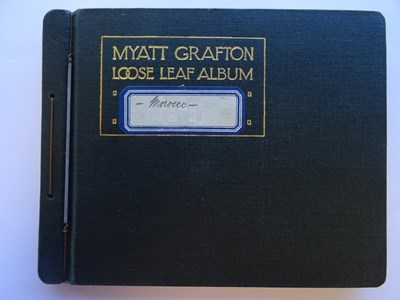 MYATT GRAFTON
LOOSE LEAF ALBUM
- Morocco -